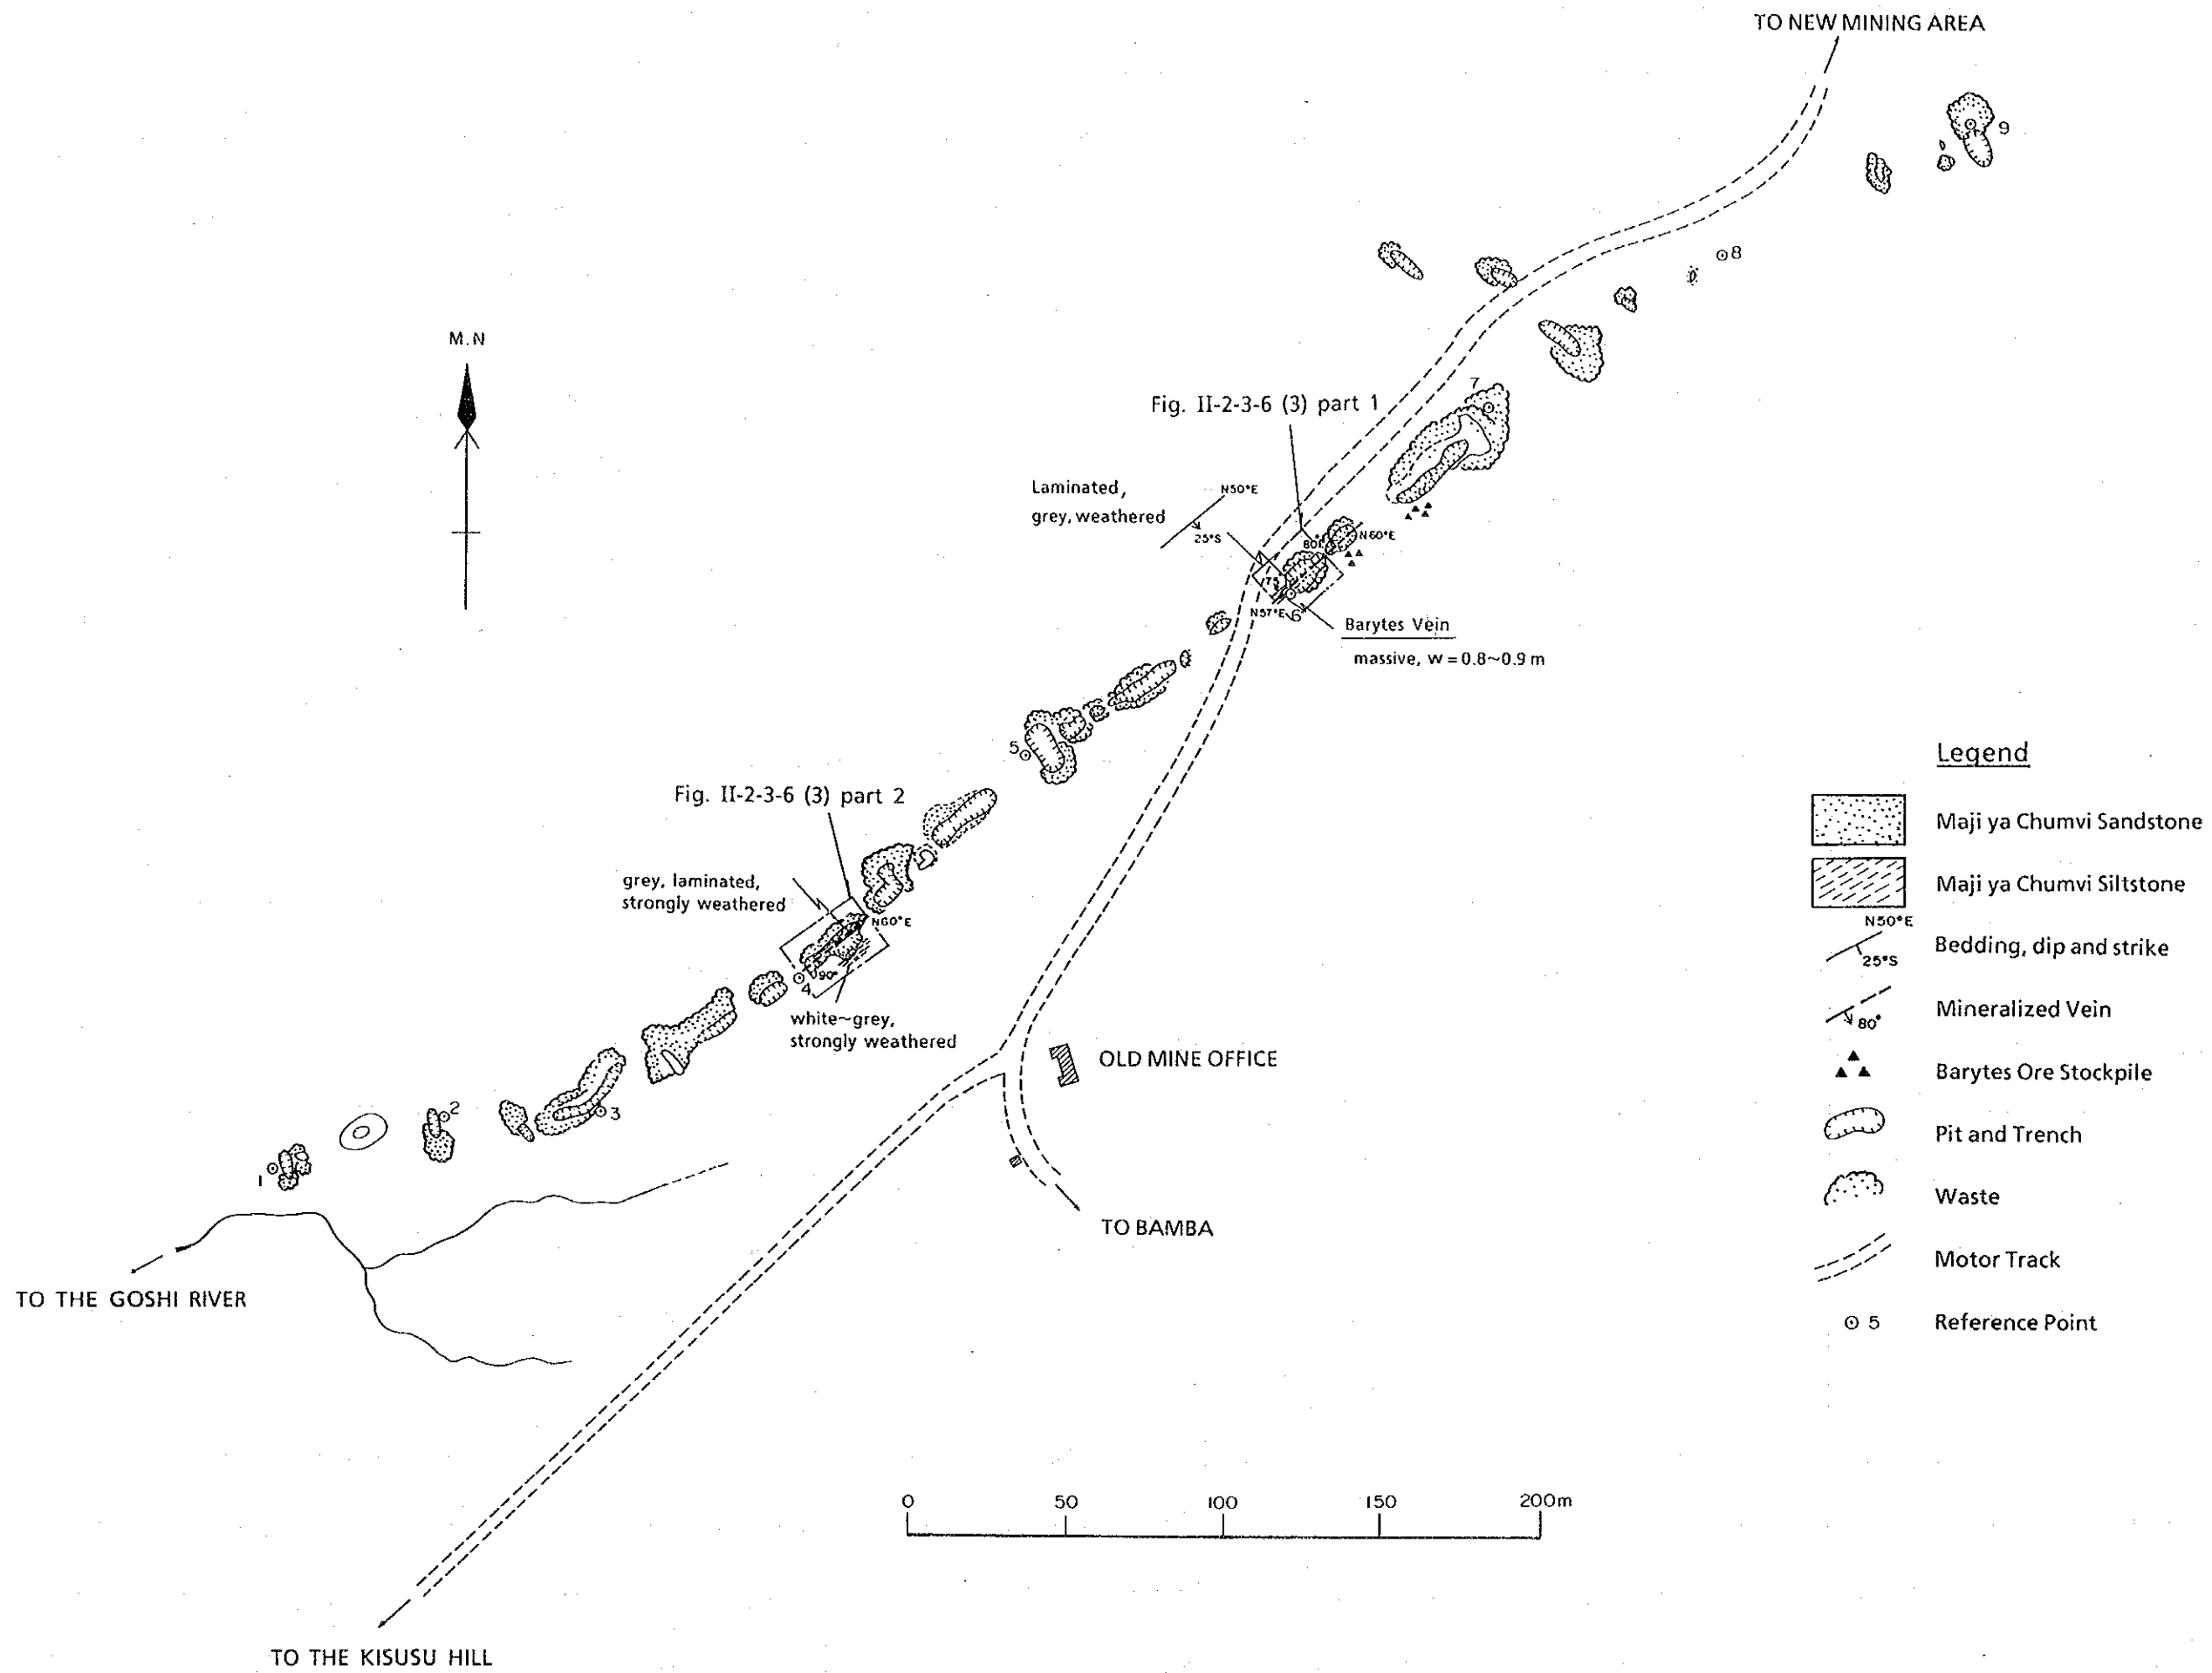 TO NEW MINING AREA
9
8
M.N
7
Fig. II-2-3-6 (3) part 1
Laminated,
grey, weathered
N50°E
25°S
N60°E
80°
75°
N57°E
6
Barytes Vein
massive, w = 0.8~0.9 m
5
Fig. II-2-3-6 (3) part 2
grey, laminated,
strongly weathered
N60°E
90°
4
white~grey,
strongly weathered
OLD MINE OFFICE
3
2
1
TO BAMBA
TO THE GOSHI RIVER
TO THE KISUSU HILL
0 50 100 150 200m
Legend
Maji ya Chumvi Sandstone
Maji ya Chumvi Siltstone
N50°E
25°S
Bedding, dip and strike
80°
Mineralized Vein
Barytes Ore Stockpile
Pit and Trench
Waste
Motor Track
5 Reference Point